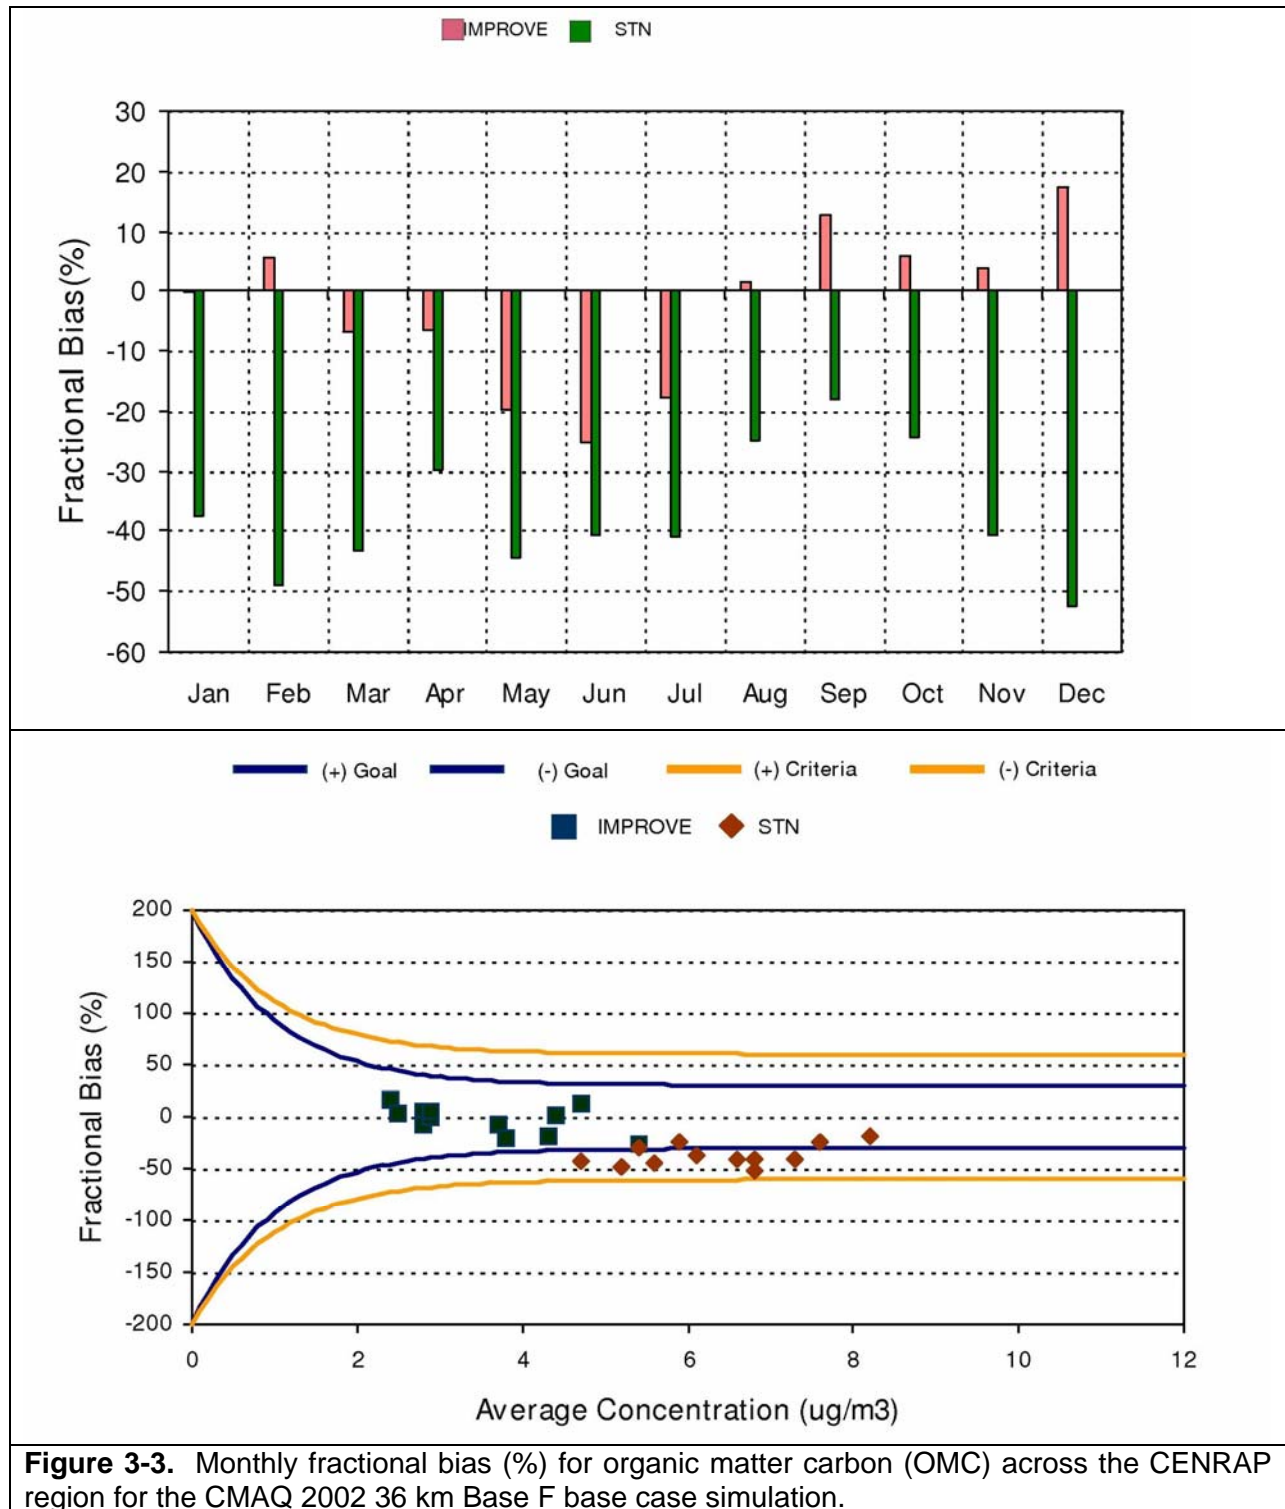 IMPROVE STN
30
20
10
0
-10
-20
-30
-40
-50
-60
Fractional Bias(%)
Jan Feb Mar Apr May Jun Jul Aug Sep Oct Nov Dec
(+) Goal (-) Goal (+) Criteria (-) Criteria
IMPROVE STN
200
150
100
50
0
-50
-100
-150
-200
Fractional Bias (%)
0 2 4 6 8 10 12
Average Concentration (ug/m3)
Figure 3-3. Monthly fractional bias (%) for organic matter carbon (OMC) across the CENRAP
region for the CMAQ 2002 36 km Base F base case simulation.